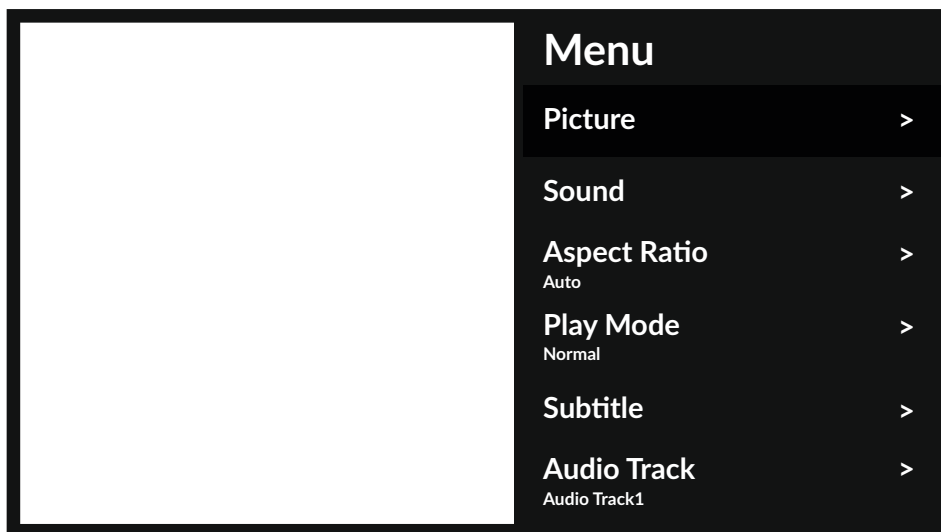 Menu
Picture >
Sound >
Aspect Ratio >
Auto
Play Mode >
Normal
Subtitle >
Audio Track >
Audio Track1